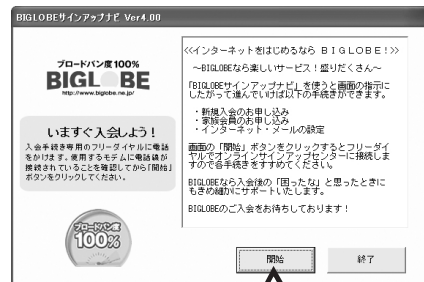 BIGLOBEサインアップナビ Ver4.00
ブロードバンド度100%
BIGLOBE
http://www.biglobe.ne.jp/
いますぐ入会しよう！
入会手続き専用のフリーダイヤルに電話
をかけます。使用するモデムに電話線が
接続されていることを確認してから「開始」
ボタンをクリックしてください。
ブロードバンド度
100%
<<インターネットをはじめるなら BIGLOBE!>>
～BIGLOBEなら楽しいサービス！盛りだくさん～
「BIGLOBEサインアップナビ」を使うと画面の指示に
したがって進んでいけば以下の手続きができます。
・新規入会のお申し込み
・家族会員のお申し込み
・インターネット・メールの設定
画面の「開始」ボタンをクリックするとフリーダイ
ヤルでオンラインサインアップセンターに接続しま
すので各手続きをすすめてください。
BIGLOBEなら入会後の「困ったな」と思ったときに
もきめ細かにサポートいたします。
BIGLOBEのご入会をお待ちしております！
開始
終了